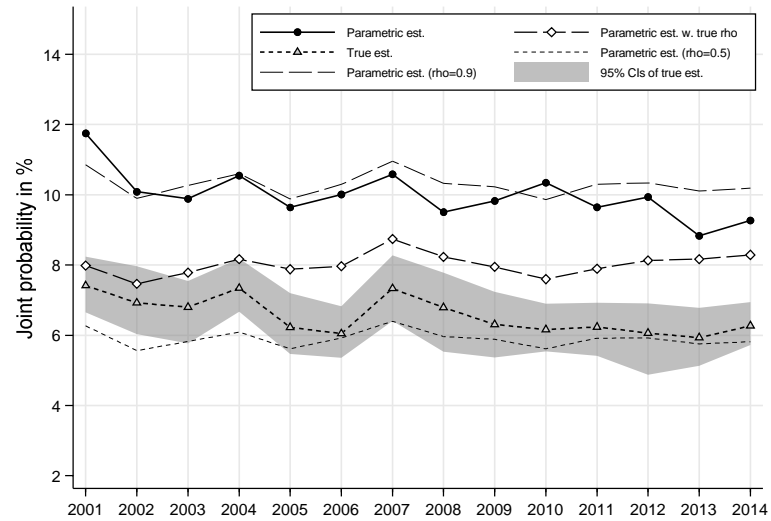 Parametric est.
Parametric est. w. true rho
True est.
Parametric est. (rho=0.5)
Parametric est. (rho=0.9)
95% CIs of true est.
Joint probability in %
14
12
10
8
6
4
2
2001 2002 2003 2004 2005 2006 2007 2008 2009 2010 2011 2012 2013 2014